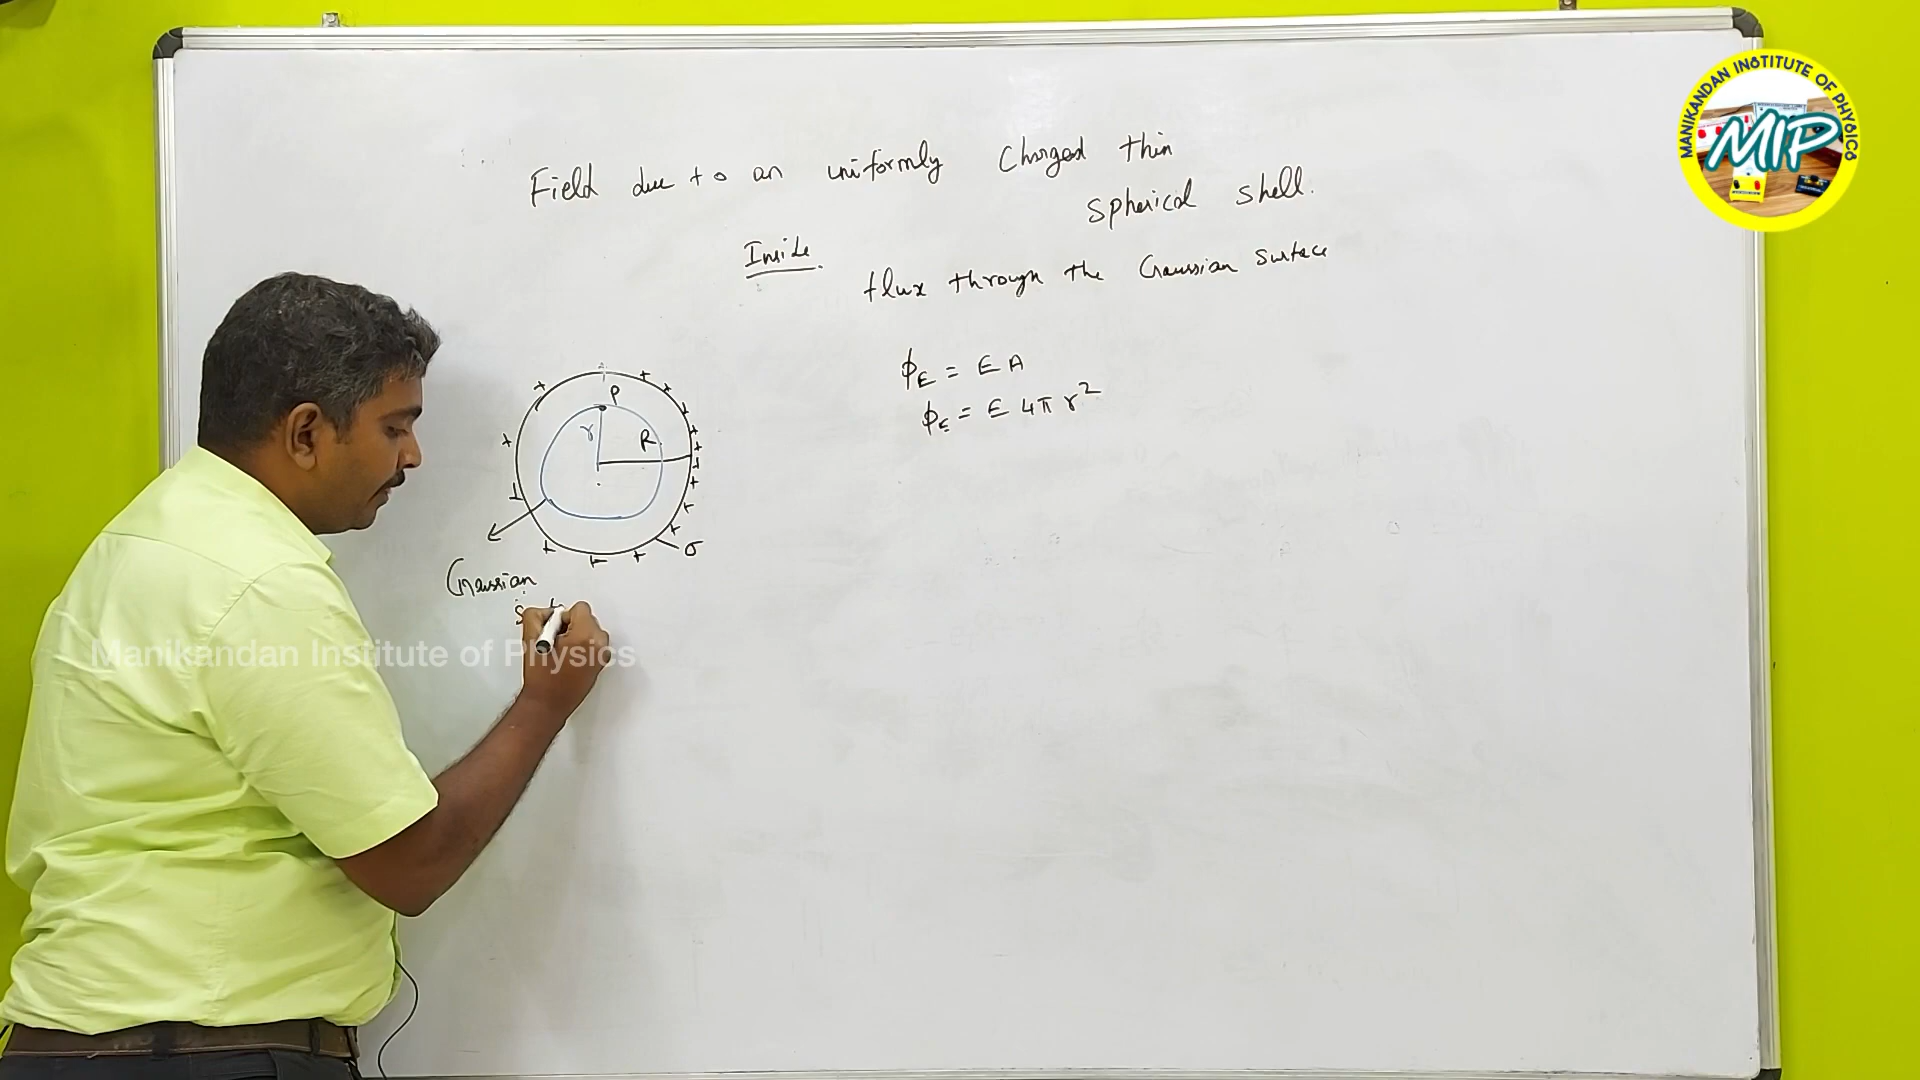 Field due to an uniformly charged thin
spherical shell.
Inside
flux through the Gaussian surface
ϕE = E A
ϕE = E 4π r²
P
r
R
σ
Gaussian
MANIKANDAN INSTITUTE OF PHYSICS
MIP
Manikandan Institute of Physics